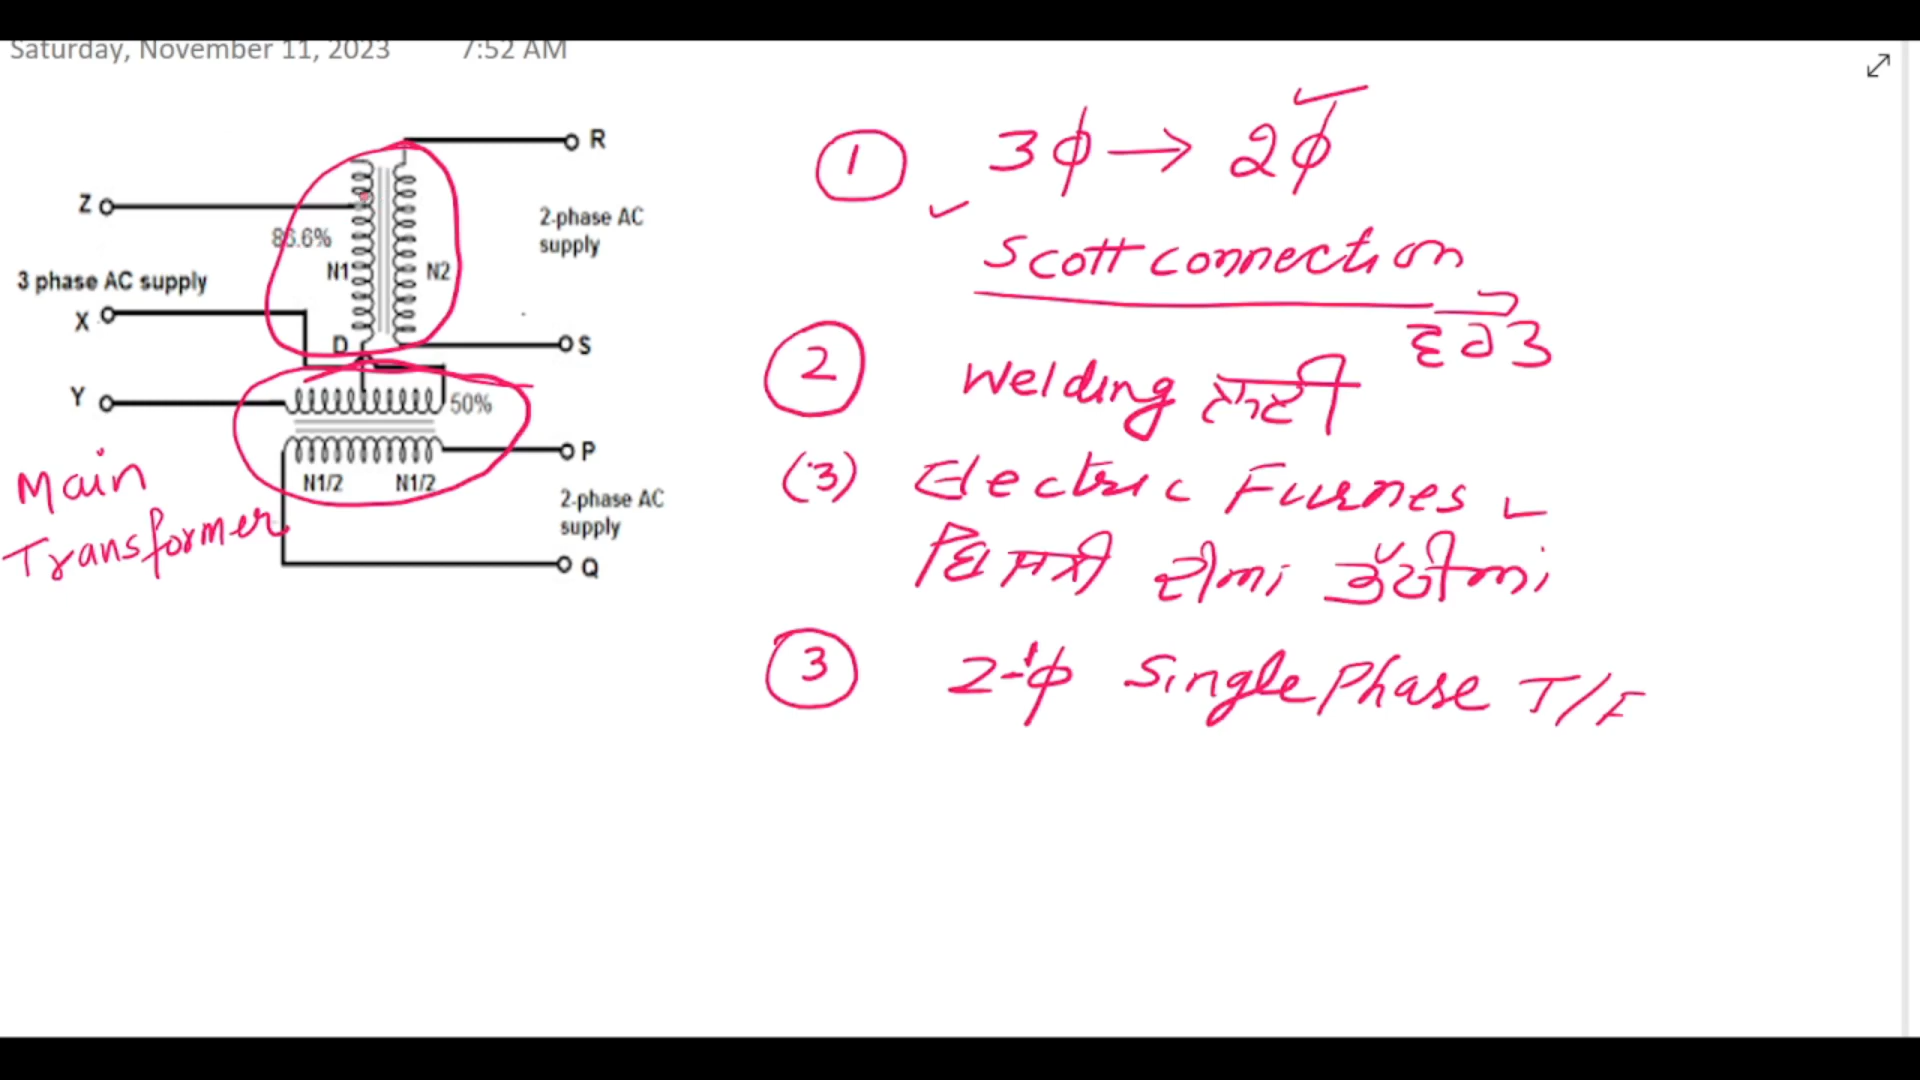 Saturday, November 11, 2023 7:52 AM
R
Z
86.6%
2-phase AC
supply
N1
N2
3 phase AC supply
X
D
S
Y
50%
P
N1/2 N1/2
2-phase AC
supply
Q
Main
Transformer
1 3ϕ → 2ϕ
Scott connection
2 Welding
(3) Electric Furnes
3 2-1ϕ Single Phase T/F